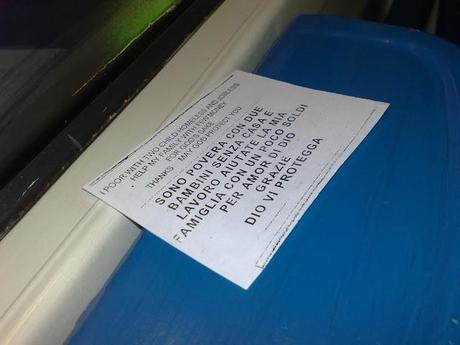 I POOR WITH TWO CHILD HOMELESS AND JOBLESS
HELP MY FAMILY WITH FEW MONEY
FOR GOD'S SAKE
THANKS MAY GOD PROTECT YOU
SONO POVERA CON DUE
BAMBINI SENZA CASA E
LAVORO AIUTATE LA MIA
FAMIGLIA CON UN POCO SOLDI
PER AMOR DI DIO
GRAZIE
DIO VI PROTEGGA